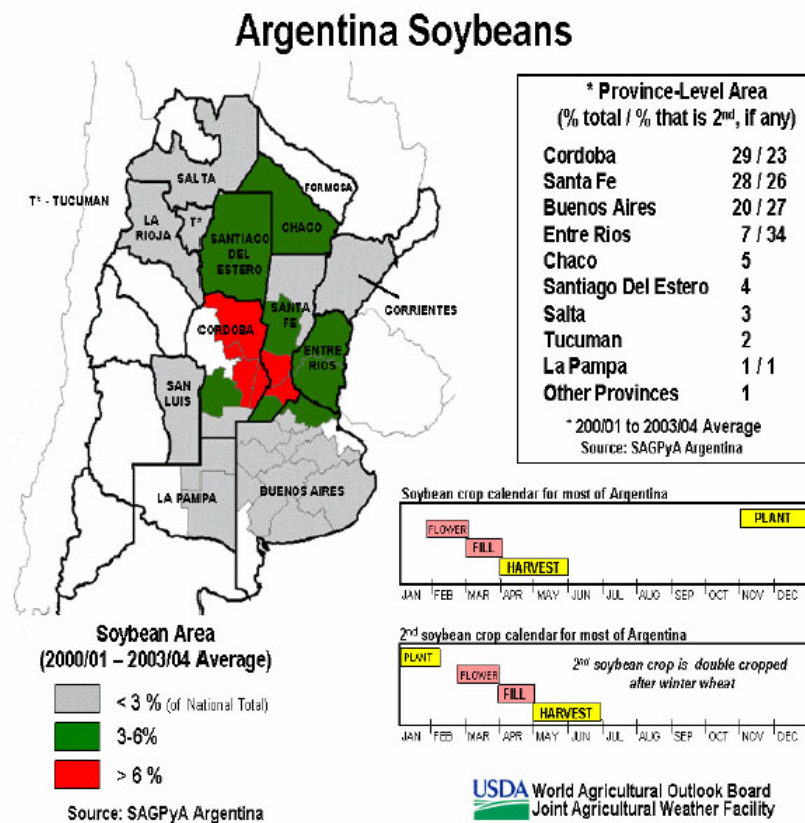 Argentina Soybeans
* Province-Level Area
(% total / % that is 2nd, if any)
Cordoba 29 / 23
Santa Fe 28 / 26
Buenos Aires 20 / 27
Entre Rios 7 / 34
Chaco 5
Santiago Del Estero 4
Salta 3
Tucuman 2
La Pampa 1 / 1
Other Provinces 1
* 200/01 to 2003/04 Average
Source: SAGPyA Argentina
SALTA
FORMOSA
T* - TUCUMAN
LA
RIOJA
T*
CHACO
SANTIAGO
DEL
ESTERO
CORRIENTES
SANTA
FE
CORDOBA
ENTRE
RIOS
SAN
LUIS
LA PAMPA
BUENOS AIRES
Soybean crop calendar for most of Argentina
PLANT
FLOWER
FILL
HARVEST
JAN FEB MAR APR MAY JUN JUL AUG SEP OCT NOV DEC
2nd soybean crop calendar for most of Argentina
PLANT
FLOWER
FILL
HARVEST
2nd soybean crop is double cropped
after winter wheat
JAN FEB MAR APR MAY JUN JUL AUG SEP OCT NOV DEC
Soybean Area
(2000/01 – 2003/04 Average)
< 3 % (of National Total)
3-6%
> 6 %
Source: SAGPyA Argentina
USDA World Agricultural Outlook Board
Joint Agricultural Weather Facility